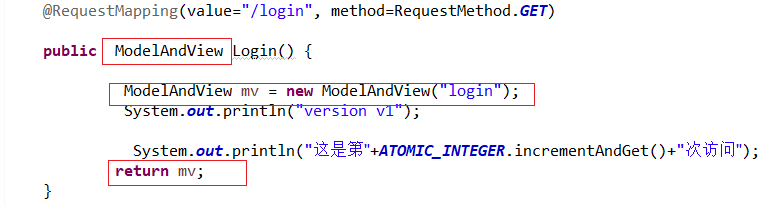 @RequestMapping(value="/login", method=RequestMethod.GET)
public ModelAndView Login() {
ModelAndView mv = new ModelAndView("login");
System.out.println("version v1");
System.out.println("这是第"+ATOMIC_INTEGER.incrementAndGet()+"次访问");
return mv;
}